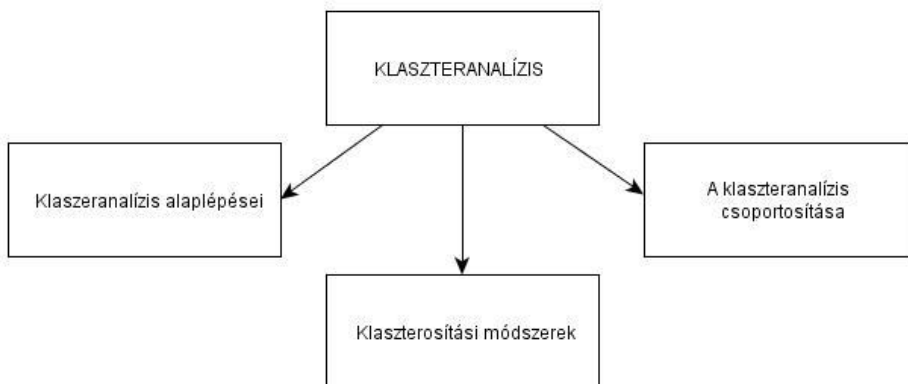 KLASZTERANALÍZIS
Klaszeranalízis alaplépései
A klaszteranalízis
csoportosítása
Klaszterosítási módszerek